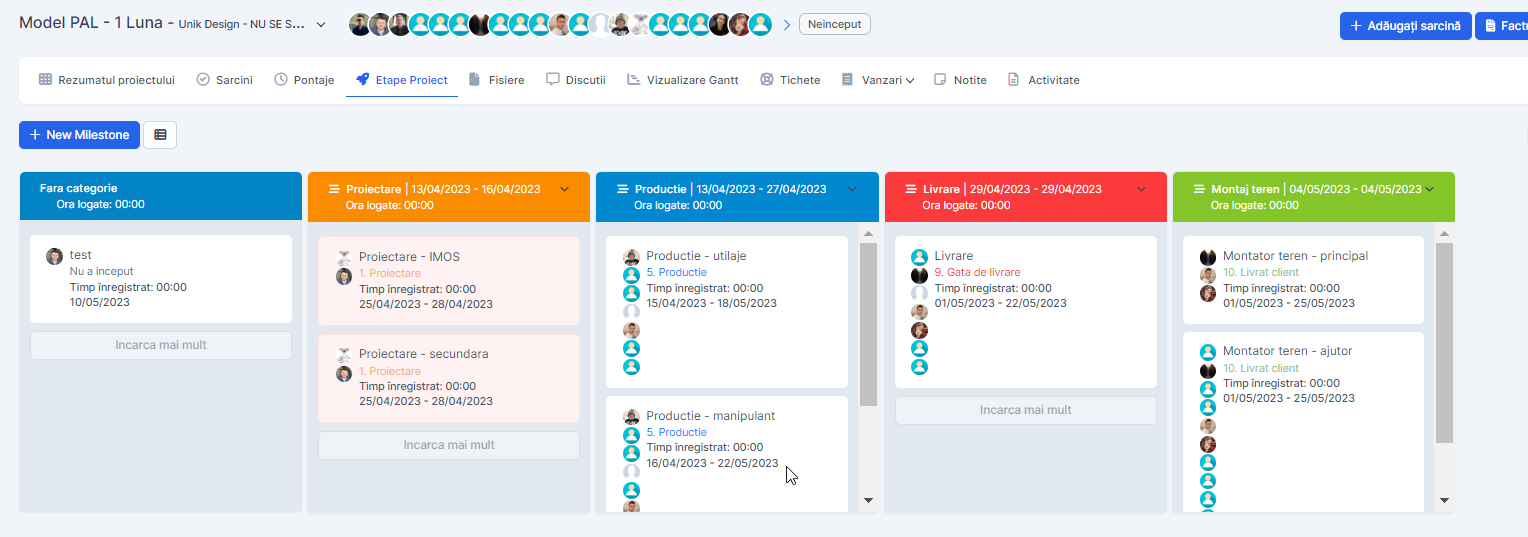 Model PAL - 1 Luna - Unik Design - NU SE S...
Neinceput
Adăugați sarcină
Factu
Rezumatul proiectului
Sarcini
Pontaje
Etape Proiect
Fisiere
Discutii
Vizualizare Gantt
Tichete
Vanzari
Notite
Activitate
New Milestone
Fara categorie
Ora logate: 00:00
test
Nu a inceput
Timp înregistrat: 00:00
10/05/2023
Incarca mai mult
Proiectare | 13/04/2023 - 16/04/2023
Ora logate: 00:00
Proiectare - IMOS
1. Proiectare
Timp înregistrat: 00:00
25/04/2023 - 28/04/2023
Proiectare - secundara
1. Proiectare
Timp înregistrat: 00:00
25/04/2023 - 28/04/2023
Incarca mai mult
Productie | 13/04/2023 - 27/04/2023
Ora logate: 00:00
Productie - utilaje
5. Productie
Timp înregistrat: 00:00
15/04/2023 - 18/05/2023
Productie - manipulant
5. Productie
Timp înregistrat: 00:00
16/04/2023 - 22/05/2023
Livrare | 29/04/2023 - 29/04/2023
Ora logate: 00:00
Livrare
9. Gata de livrare
Timp înregistrat: 00:00
01/05/2023 - 22/05/2023
Incarca mai mult
Montaj teren | 04/05/2023 - 04/05/2023
Ora logate: 00:00
Montator teren - principal
10. Livrat client
Timp înregistrat: 00:00
01/05/2023 - 25/05/2023
Montator teren - ajutor
10. Livrat client
Timp înregistrat: 00:00
01/05/2023 - 25/05/2023